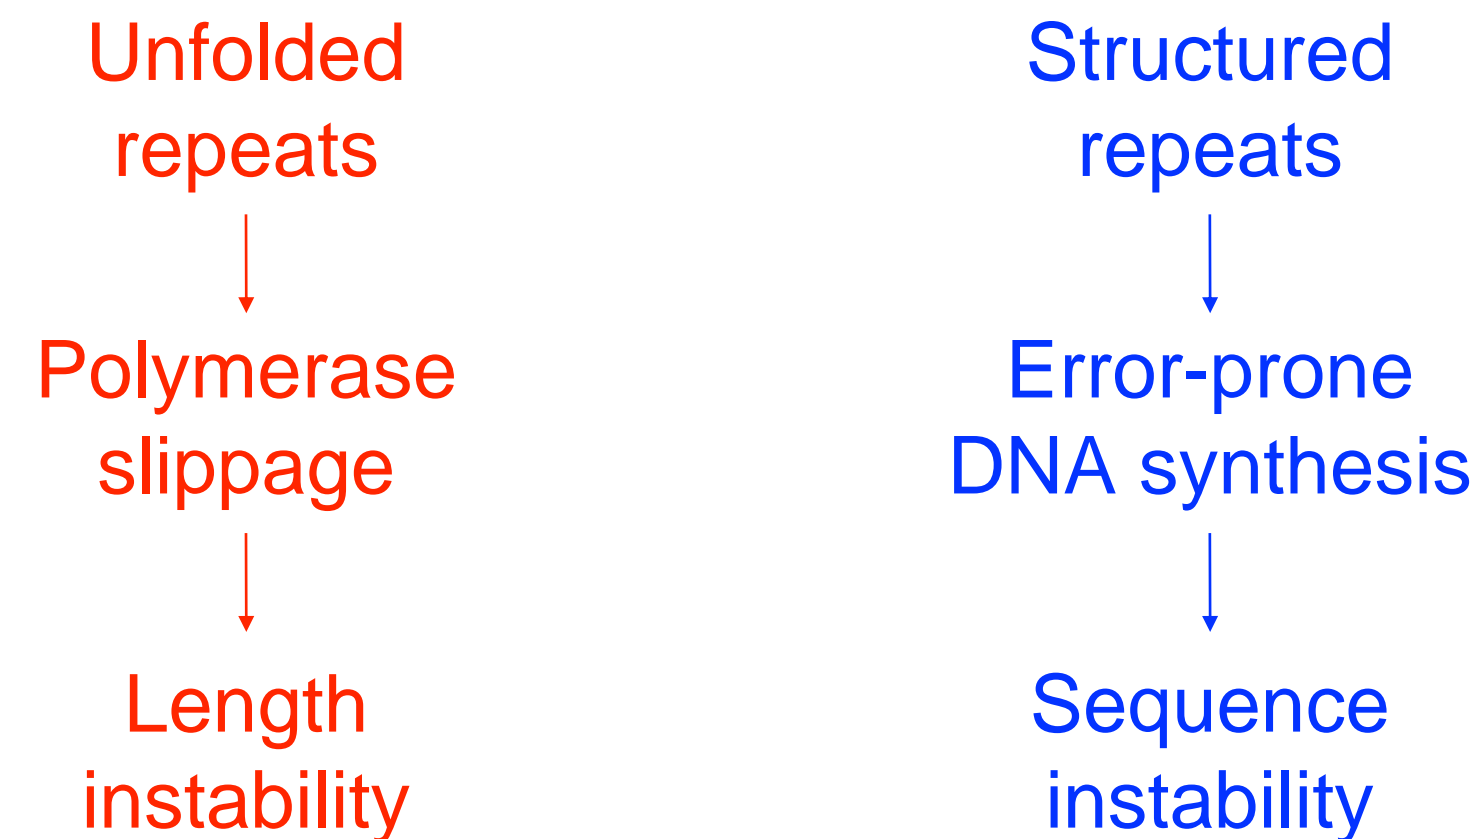 Unfolded
repeats
Polymerase
slippage
Length
instability
Structured
repeats
Error-prone
DNA synthesis
Sequence
instability